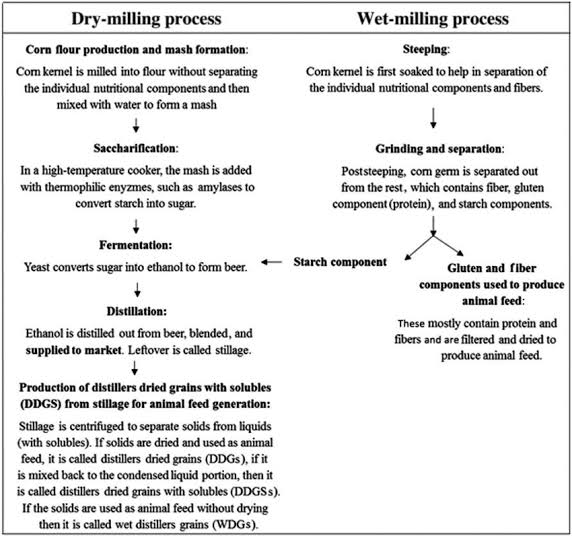 Dry-milling process
Corn flour production and mash formation:
Corn kernel is milled into flour without separating
the individual nutritional components and then
mixed with water to form a mash
Saccharification:
In a high-temperature cooker, the mash is added
with thermophilic enyzmes, such as amylases to
convert starch into sugar.
Fermentation:
Yeast converts sugar into ethanol to form beer.
Distillation:
Ethanol is distilled out from beer, blended, and
supplied to market. Leftover is called stillage.
Production of distillers dried grains with solubles
(DDGS) from stillage for animal feed generation:
Stillage is centrifuged to separate solids from liquids
(with solubles). If solids are dried and used as animal
feed, it is called distillers dried grains (DDGs), if it
is mixed back to the condensed liquid portion, then it
is called distillers dried grains with solubles (DDGSs).
If the solids are used as animal feed without drying
then it is called wet distillers grains (WDGs).
Wet-milling process
Steeping:
Corn kernel is first soaked to help in separation of
the individual nutritional components and fibers.
Grinding and separation:
Poststeeping, corn germ is separated out
from the rest, which contains fiber, gluten
component (protein), and starch components.
Starch component
Gluten and fiber
components used to produce
animal feed:
These mostly contain protein and
fibers and are filtered and dried to
produce animal feed.